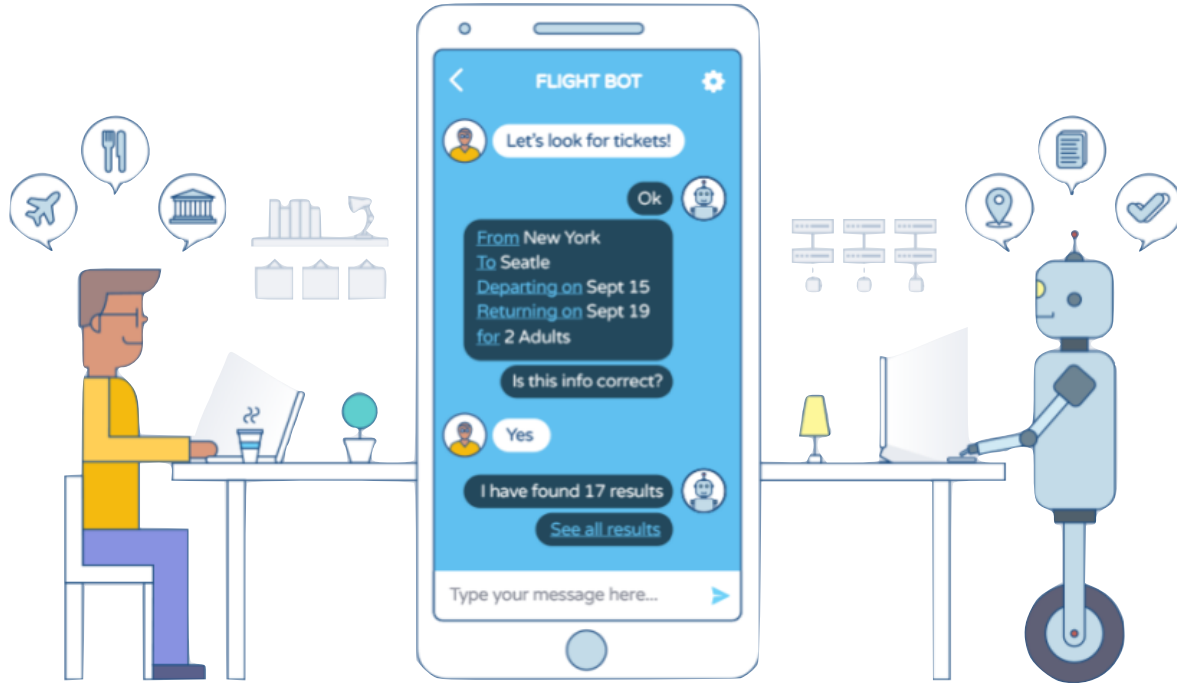 FLIGHT BOT
Let's look for tickets!
Ok
From New York
To Seatle
Departing on Sept 15
Returning on Sept 19
for 2 Adults
Is this info correct?
Yes
I have found 17 results
See all results
Type your message here...